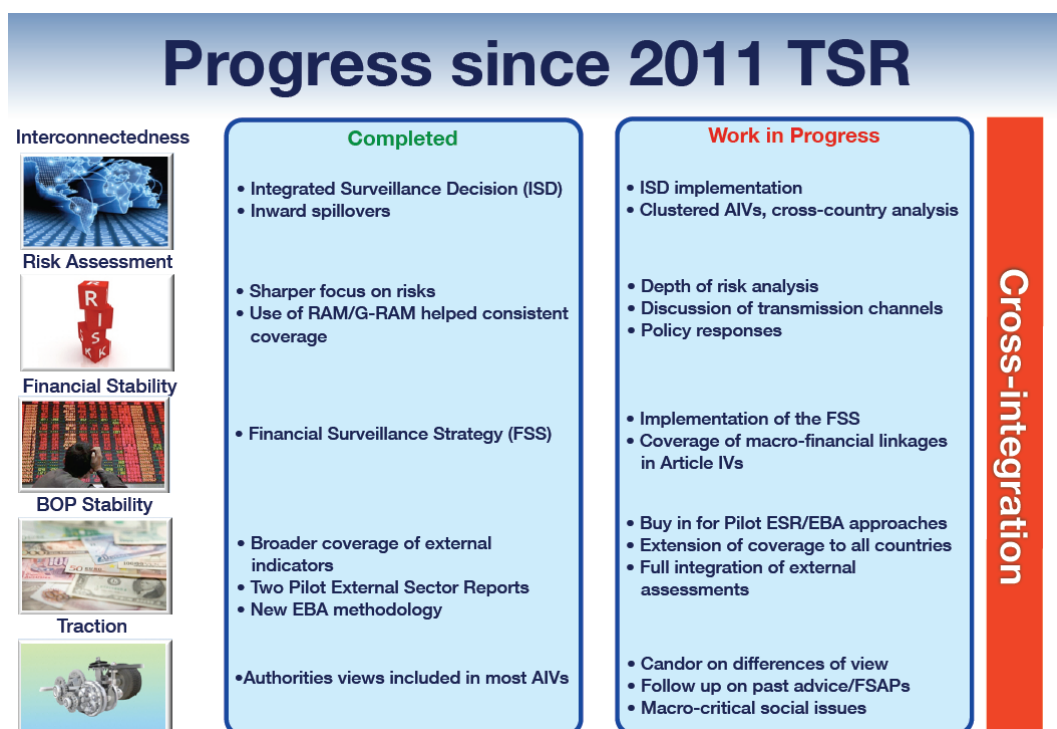 Progress since 2011 TSR
Interconnectedness
Completed
• Integrated Surveillance Decision (ISD)
• Inward spillovers
Work in Progress
• ISD implementation
• Clustered AIVs, cross-country analysis
Risk Assessment
RISK
• Sharper focus on risks
• Use of RAM/G-RAM helped consistent
coverage
• Depth of risk analysis
• Discussion of transmission channels
• Policy responses
Financial Stability
• Financial Surveillance Strategy (FSS)
• Implementation of the FSS
• Coverage of macro-financial linkages
in Article IVs
BOP Stability
• Broader coverage of external
indicators
• Two Pilot External Sector Reports
• New EBA methodology
• Buy in for Pilot ESR/EBA approaches
• Extension of coverage to all countries
• Full integration of external
assessments
Traction
•Authorities views included in most AIVs
• Candor on differences of view
• Follow up on past advice/FSAPs
• Macro-critical social issues
Cross-integration